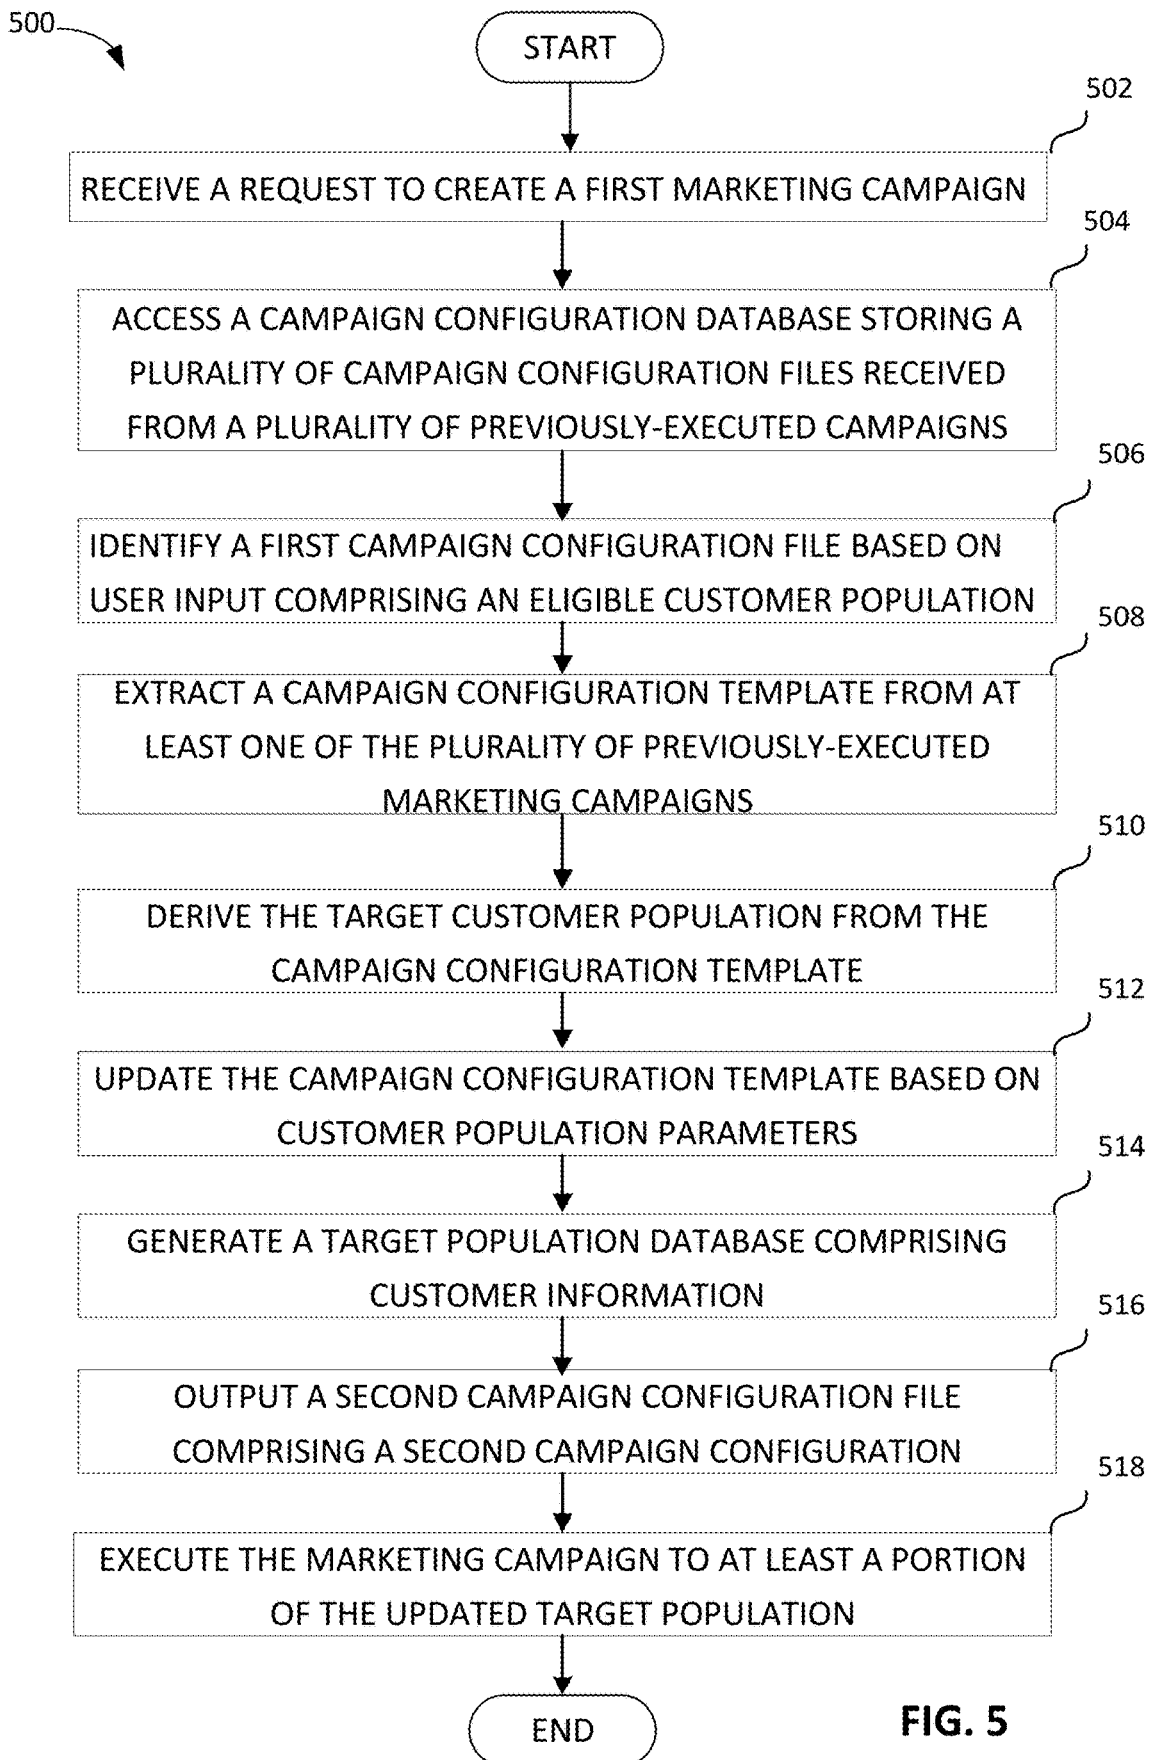 500
START
502
RECEIVE A REQUEST TO CREATE A FIRST MARKETING CAMPAIGN
504
ACCESS A CAMPAIGN CONFIGURATION DATABASE STORING A
PLURALITY OF CAMPAIGN CONFIGURATION FILES RECEIVED
FROM A PLURALITY OF PREVIOUSLY-EXECUTED CAMPAIGNS
506
IDENTIFY A FIRST CAMPAIGN CONFIGURATION FILE BASED ON
USER INPUT COMPRISING AN ELIGIBLE CUSTOMER POPULATION
508
EXTRACT A CAMPAIGN CONFIGURATION TEMPLATE FROM AT
LEAST ONE OF THE PLURALITY OF PREVIOUSLY-EXECUTED
MARKETING CAMPAIGNS
510
DERIVE THE TARGET CUSTOMER POPULATION FROM THE
CAMPAIGN CONFIGURATION TEMPLATE
512
UPDATE THE CAMPAIGN CONFIGURATION TEMPLATE BASED ON
CUSTOMER POPULATION PARAMETERS
514
GENERATE A TARGET POPULATION DATABASE COMPRISING
CUSTOMER INFORMATION
516
OUTPUT A SECOND CAMPAIGN CONFIGURATION FILE
COMPRISING A SECOND CAMPAIGN CONFIGURATION
518
EXECUTE THE MARKETING CAMPAIGN TO AT LEAST A PORTION
OF THE UPDATED TARGET POPULATION
END
FIG. 5